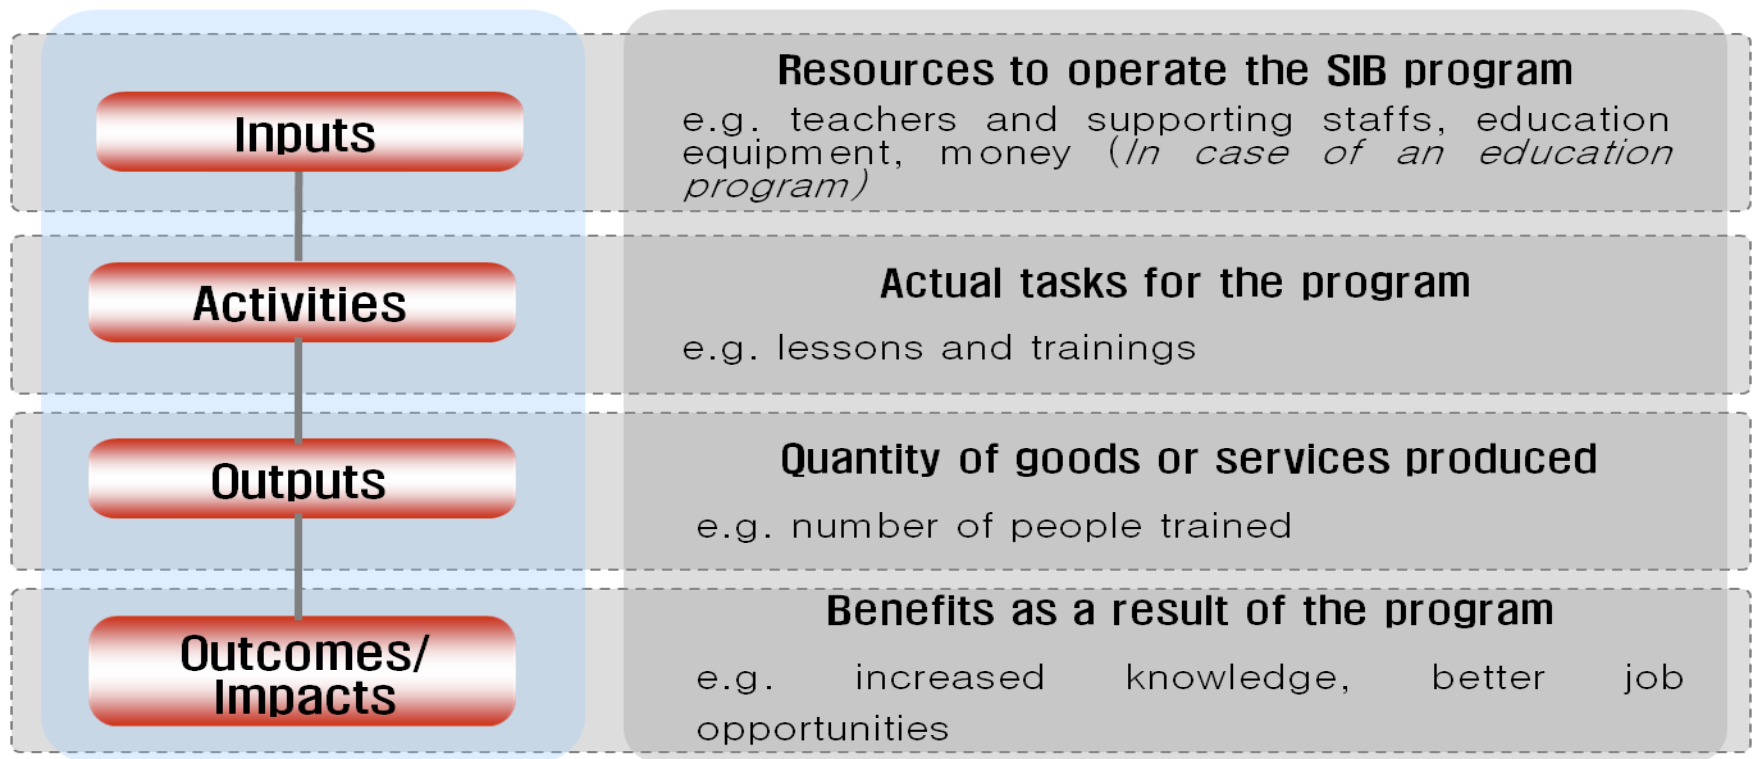 Inputs
Resources to operate the SIB program
e.g. teachers and supporting staffs, education
equipment, money (In case of an education
program)
Activities
Actual tasks for the program
e.g. lessons and trainings
Outputs
Quantity of goods or services produced
e.g. number of people trained
Outcomes/
Impacts
Benefits as a result of the program
e.g. increased knowledge, better job
opportunities